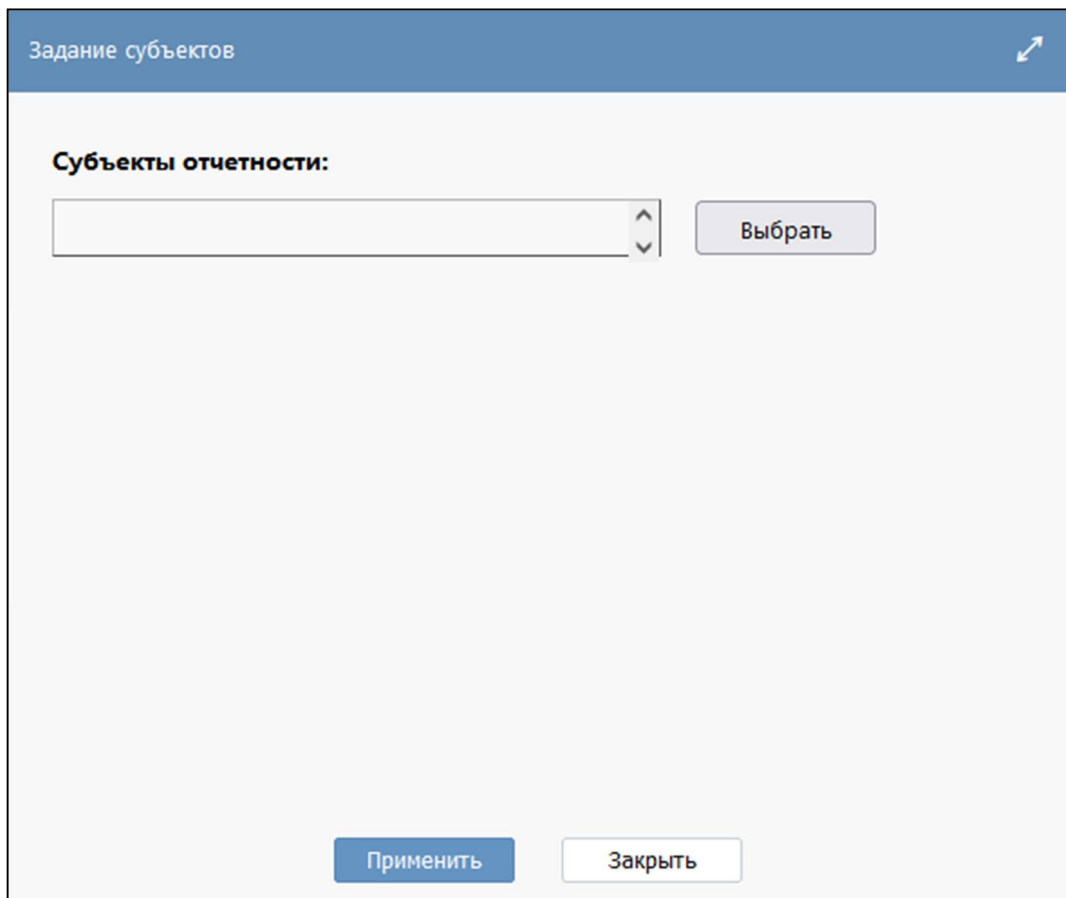 Задание субъектов
Субъекты отчетности:
Выбрать
Применить Закрыть